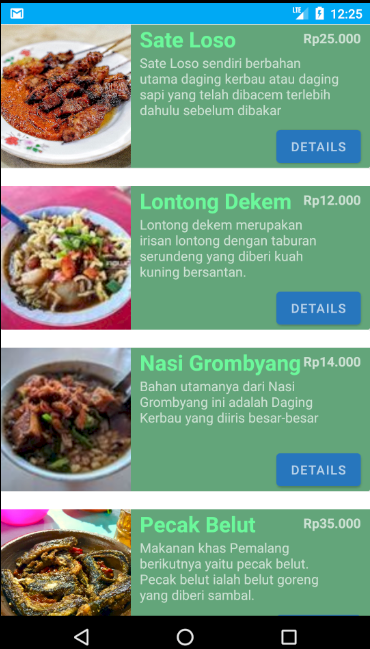 LTE 12:25
Sate Loso Rp25.000
Sate Loso sendiri berbahan
utama daging kerbau atau daging
sapi yang telah dibacem terlebih
dahulu sebelum dibakar
DETAILS
Lontong Dekem Rp12.000
Lontong dekem merupakan
irisan lontong dengan taburan
serundeng yang diberi kuah
kuning bersantan.
DETAILS
Nasi Grombyang Rp14.000
Bahan utamanya dari Nasi
Grombyang ini adalah Daging
Kerbau yang diiris besar-besar
DETAILS
Pecak Belut Rp35.000
Makanan khas Pemalang
berikutnya yaitu pecak belut.
Pecak belut ialah belut goreng
yang diberi sambal.